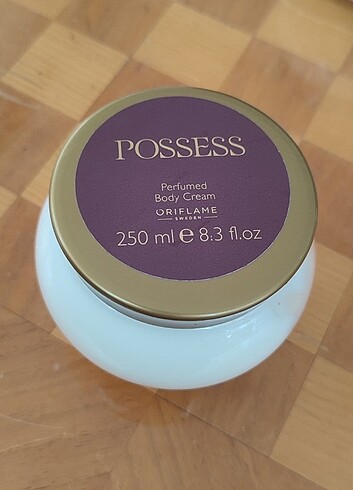 POSSESS
Perfumed
Body Cream
ORIFLAME
SWEDEN
250 ml e 8.3 fl.oz